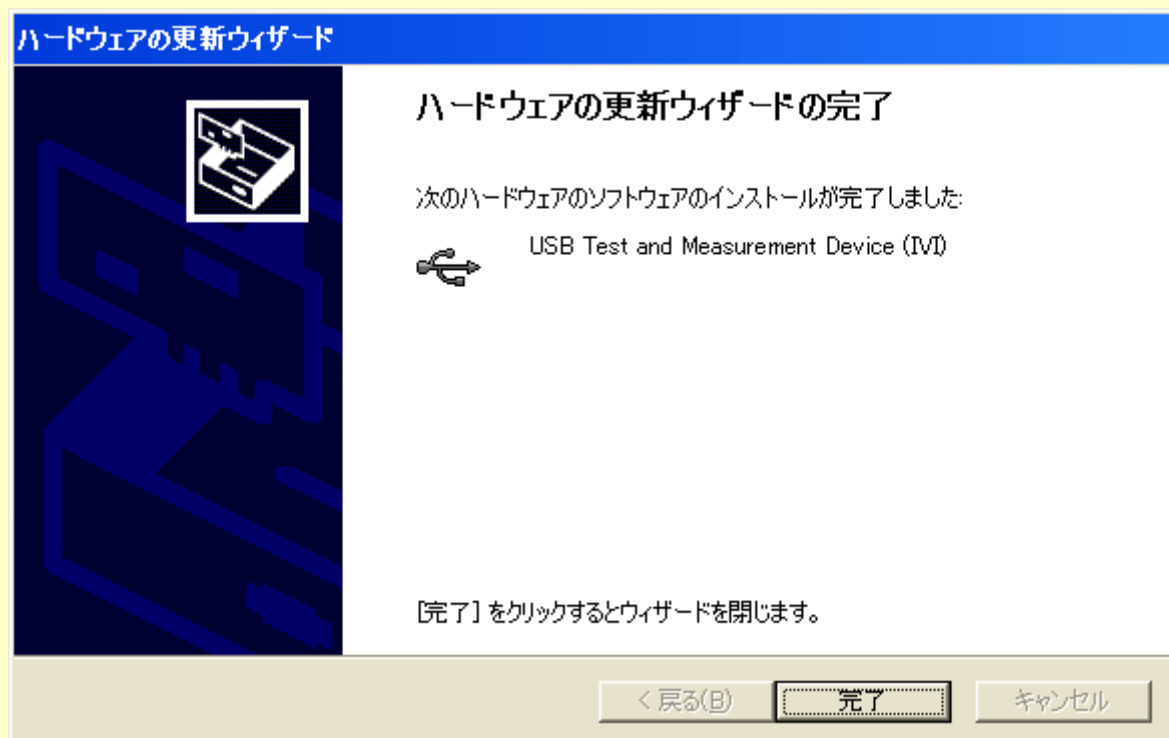 ハードウェアの更新ウィザード
ハードウェアの更新ウィザードの完了
次のハードウェアのソフトウェアのインストールが完了しました:
USB Test and Measurement Device (IVI)
[完了] をクリックするとウィザードを閉じます。
< 戻る(B)
完了
キャンセル